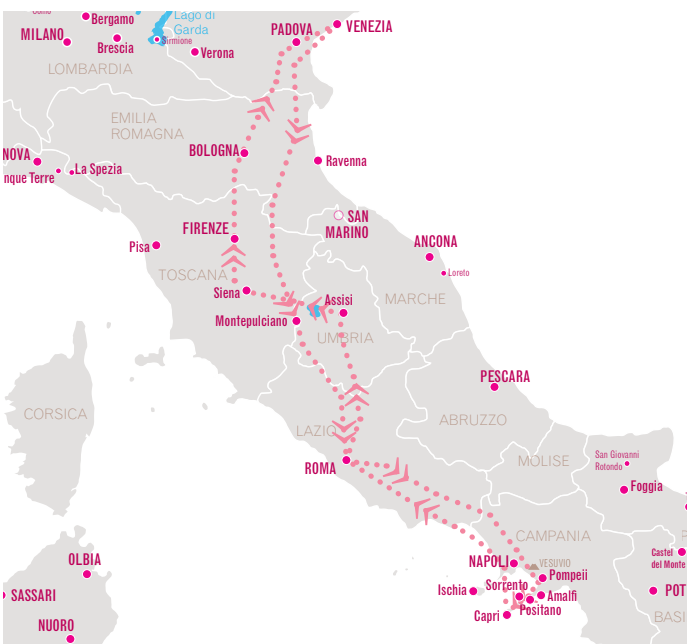 Bergamo
Lago di
Garda
MILANO
Brescia
Sirmione
Verona
PADOVA
VENEZIA
LOMBARDIA
EMILIA
ROMAGNA
BOLOGNA
Ravenna
NOVA
nque Terre
La Spezia
FIRENZE
SAN
MARINO
Pisa
ANCONA
Loreto
TOSCANA
Siena
Assisi
MARCHE
Montepulciano
UMBRIA
PESCARA
CORSICA
ABRUZZO
LAZIO
MOLISE
San Giovanni
Rotondo
ROMA
Foggia
CAMPANIA
NAPOLI
VESUVIO
Castel
del Monte
OLBIA
Pompeii
Ischia
Sorrento
Amalfi
POT
SASSARI
Positano
Capri
BASI
NUORO